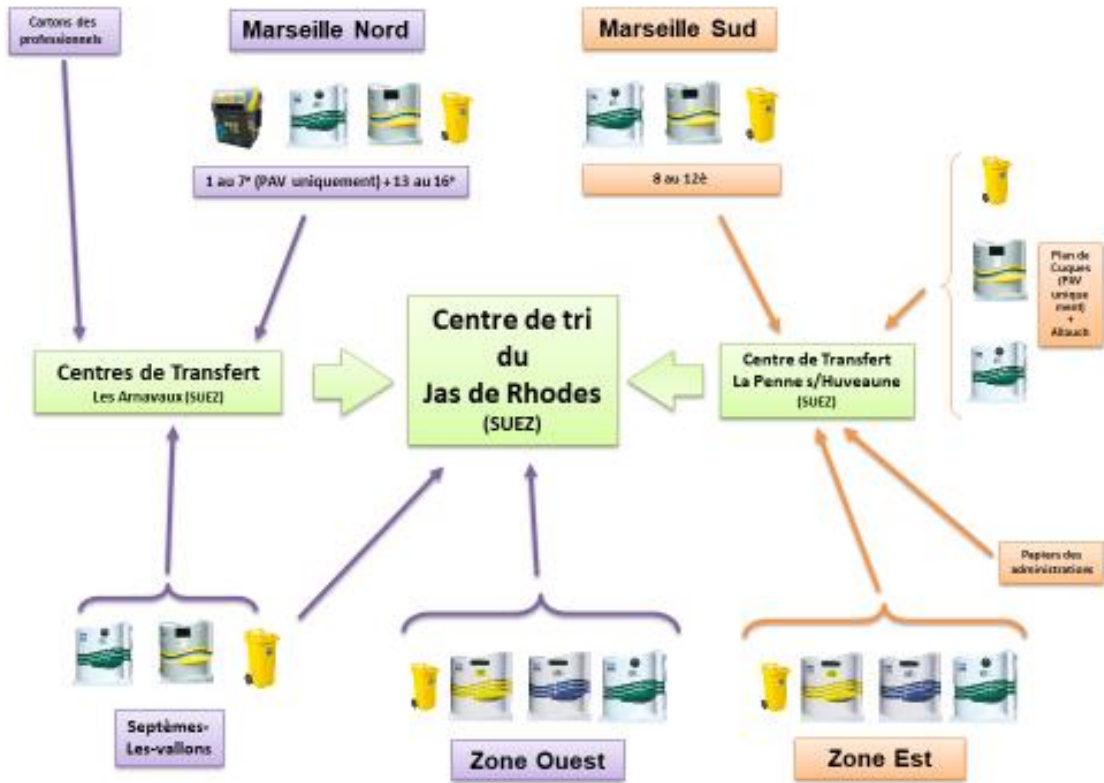 Cartons des
professionnels
Marseille Nord
Marseille Sud
1 au 7ᵉ (PAV uniquement) + 13 au 16ᵉ
8 au 12è
Plan de
Cuques
(PAV
unique
ment)
+
Allauch
Centre de tri
du
Jas de Rhodes
(SUEZ)
Centres de Transfert
Les Arnavaux (SUEZ)
Centre de Transfert
La Penne s/Huveaune
(SUEZ)
Papiers des
administrations
Septèmes-
Les-vallons
Zone Ouest
Zone Est